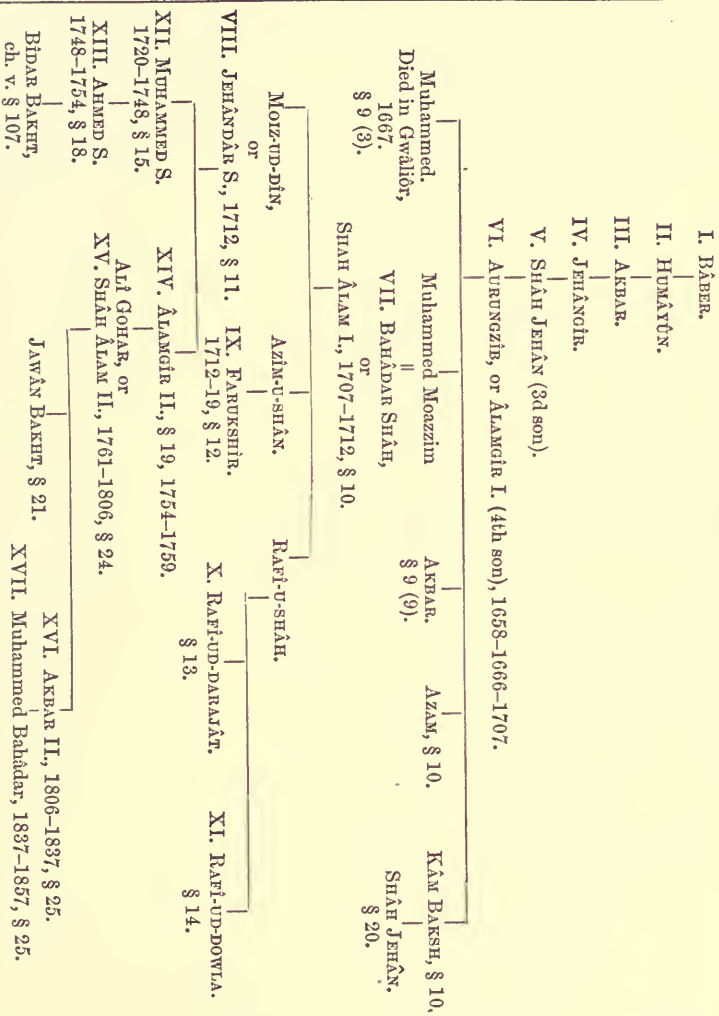 I. BÂBER.
II. HUMÂYÛN.
III. AKBAR.
IV. JEHÂNGÎR.
V. SHÂH JEHÂN (3d son).
VI. AURUNGZÎB, or ÂLAMGÎR I. (4th son), 1658–1666–1707.
Muhammed.
Died in Gwâliôr,
1667.
§ 9 (3).
Muhammed Moazzim
=
VII. BAHÂDAR SHÂH,
or
SHAH ÂLAM I., 1707–1712, § 10.
AKBAR.
§ 9 (9).
AZAM, § 10.
KÂM BAKSH, § 10.
SHÂH JEHÂN.
§ 20.
MOIZ-UD-DÎN,
or
VIII. JEHÂNDÂR S., 1712, § 11.
AZÎM-U-SHÂN.
IX. FARUKSHÎR.
1712–19, § 12.
RAFÎ-U-SHÂH.
X. RAFÎ-UD-DARAJÂT.
§ 13.
XI. RAFÎ-UD-DOWLA.
§ 14.
XII. MUHAMMED S.
1720–1748, § 15.
XIII. AHMED S.
1748–1754, § 18.
BÎDAR BAKHT,
ch. v. § 107.
XIV. ÂLAMGÎR II., § 19, 1754–1759.
ALÎ GOHAR, or
XV. SHÂH ÂLAM II., 1761–1806, § 24.
JAWÂN BAKHT, § 21.
XVI. AKBAR II., 1806–1837, § 25.
XVII. Muhammed Bahâdar, 1837–1857, § 25.